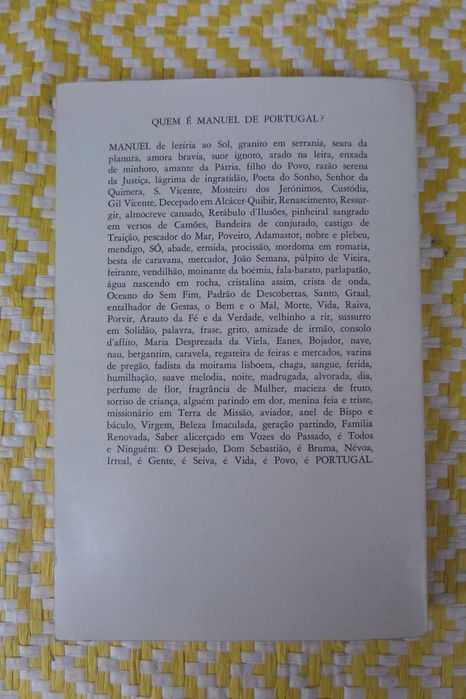 QUEM É MANUEL DE PORTUGAL?
MANUEL de lezíria ao Sol, granito em serrania, seara da
planura, amora bravia, suor ignoto, arado na leira, enxada
de minhoto, amante da Pátria, filho do Povo, razão serena
da Justiça, lágrima de ingratidão, Poeta do Sonho, Senhor da
Quimera, S. Vicente, Mosteiro dos Jerónimos, Custódia,
Gil Vicente, Decepado em Alcácer-Quibir, Renascimento, Ressur-
gir, almocreve cansado, Retábulo d'Ilusões, pinheiral sangrado
em versos de Camões, Bandeira de conjurado, castigo de
Traição, pescador do Mar, Poveiro, Adamastor, nobre e plebeu,
mendigo, SÓ, abade, ermida, procissão, mordoma em romaria,
besta de caravana, mercador, João Semana, púlpito de Vieira,
feirante, vendilhão, moinante da boémia, fala-barato, parlapatão,
água nascendo em rocha, cristalina assim, crista de onda,
Oceano do Sem Fim, Padrão de Descobertas, Santo, Graal,
entalhador de Gestas, o Bem e o Mal, Morte, Vida, Raiva,
Porvir, Arauto da Fé e da Verdade, velhinho a rir, sussurro
em Solidão, palavra, frase, grito, amizade de irmão, consolo
d'aflito, Maria Desprezada da Viela, Eanes, Bojador, nave,
nau, bergantim, caravela, regateira de feiras e mercados, varina
de pregão, fadista da moirama lisboeta, chaga, sangue, ferida,
humilhação, suave melodia, noite, madrugada, alvorada, dia,
perfume de flor, fragrância de Mulher, macieza de fruto,
sorriso de criança, alguém parindo em dor, menina feia e triste,
missionário em Terra de Missão, aviador, anel de Bispo e
báculo, Virgem, Beleza Imaculada, geração partindo, Família
Renovada, Saber alicerçado em Vozes do Passado, é Todos
e Ninguém: O Desejado, Dom Sebastião, é Bruma, Névoa,
Irreal, é Gente, é Seiva, é Vida, é Povo, é PORTUGAL.